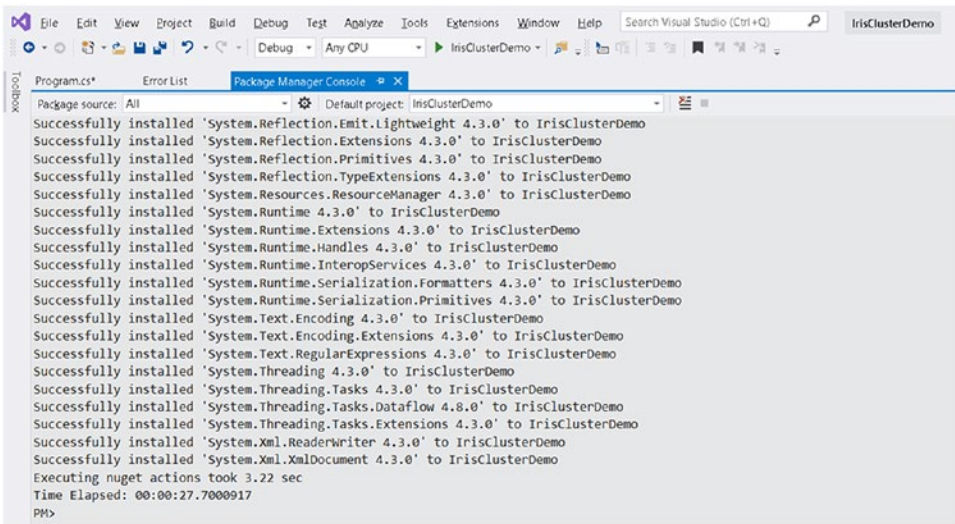 File Edit View Project Build Debug Test Analyze Tools Extensions Window Help Search Visual Studio (Ctrl+Q) IrisClusterDemo
Debug Any CPU IrisClusterDemo
Toolbox
Program.cs* Error List Package Manager Console
Package source: All Default project: IrisClusterDemo
Successfully installed 'System.Reflection.Emit.Lightweight 4.3.0' to IrisClusterDemo
Successfully installed 'System.Reflection.Extensions 4.3.0' to IrisClusterDemo
Successfully installed 'System.Reflection.Primitives 4.3.0' to IrisClusterDemo
Successfully installed 'System.Reflection.TypeExtensions 4.3.0' to IrisClusterDemo
Successfully installed 'System.Resources.ResourceManager 4.3.0' to IrisClusterDemo
Successfully installed 'System.Runtime 4.3.0' to IrisClusterDemo
Successfully installed 'System.Runtime.Extensions 4.3.0' to IrisClusterDemo
Successfully installed 'System.Runtime.Handles 4.3.0' to IrisClusterDemo
Successfully installed 'System.Runtime.InteropServices 4.3.0' to IrisClusterDemo
Successfully installed 'System.Runtime.Serialization.Formatters 4.3.0' to IrisClusterDemo
Successfully installed 'System.Runtime.Serialization.Primitives 4.3.0' to IrisClusterDemo
Successfully installed 'System.Text.Encoding 4.3.0' to IrisClusterDemo
Successfully installed 'System.Text.Encoding.Extensions 4.3.0' to IrisClusterDemo
Successfully installed 'System.Text.RegularExpressions 4.3.0' to IrisClusterDemo
Successfully installed 'System.Threading 4.3.0' to IrisClusterDemo
Successfully installed 'System.Threading.Tasks 4.3.0' to IrisClusterDemo
Successfully installed 'System.Threading.Tasks.Dataflow 4.8.0' to IrisClusterDemo
Successfully installed 'System.Threading.Tasks.Extensions 4.3.0' to IrisClusterDemo
Successfully installed 'System.Xml.ReaderWriter 4.3.0' to IrisClusterDemo
Successfully installed 'System.Xml.XmlDocument 4.3.0' to IrisClusterDemo
Executing nuget actions took 3.22 sec
Time Elapsed: 00:00:27.7000917
PM>